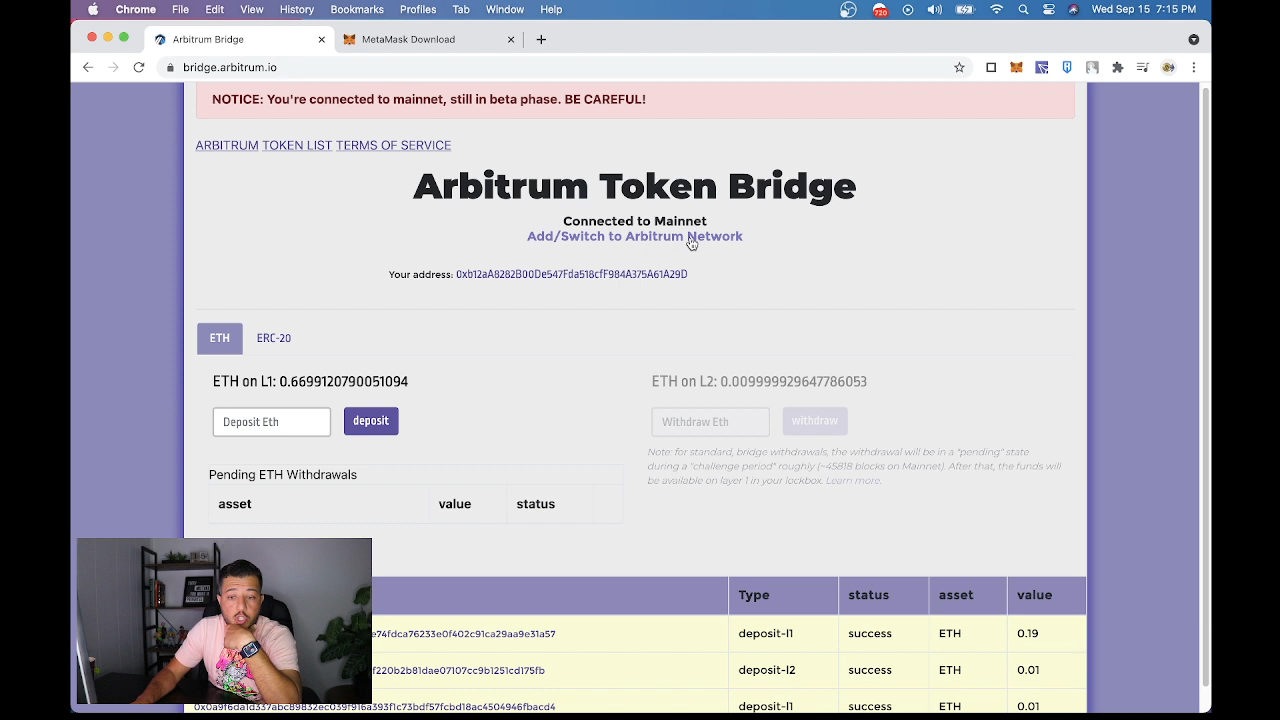 Chrome File Edit View History Bookmarks Profiles Tab Window Help 720 Wed Sep 15 7:15 PM
Arbitrum Bridge MetaMask Download
bridge.arbitrum.io
NOTICE: You're connected to mainnet, still in beta phase. BE CAREFUL!
ARBITRUM TOKEN LIST TERMS OF SERVICE
Arbitrum Token Bridge
Connected to Mainnet
Add/Switch to Arbitrum Network
Your address: 0xb12aA8282B00De547Fda518cfF984A375A61A29D
ETH ERC-20
ETH on L1: 0.6699120790051094 ETH on L2: 0.009999929647786053
Deposit Eth deposit Withdraw Eth withdraw
Note: for standard, bridge withdrawals, the withdrawal will be in a "pending" state
during a "challenge period" roughly (~45818 blocks on Mainnet). After that, the funds will
be available on layer 1 in your lockbox. Learn more.
Pending ETH Withdrawals
asset value status
Type status asset value
e74fdca76233e0f402c91ca29aa9e31a57 deposit-l1 success ETH 0.19
f220b2b81dae07107cc9b1251cd175fb deposit-l2 success ETH 0.01
0x0a9f6da1d337abc89832ec039f916a393f1c73bdf57fcbd18ac4504946fbacd4 deposit-l1 success ETH 0.01